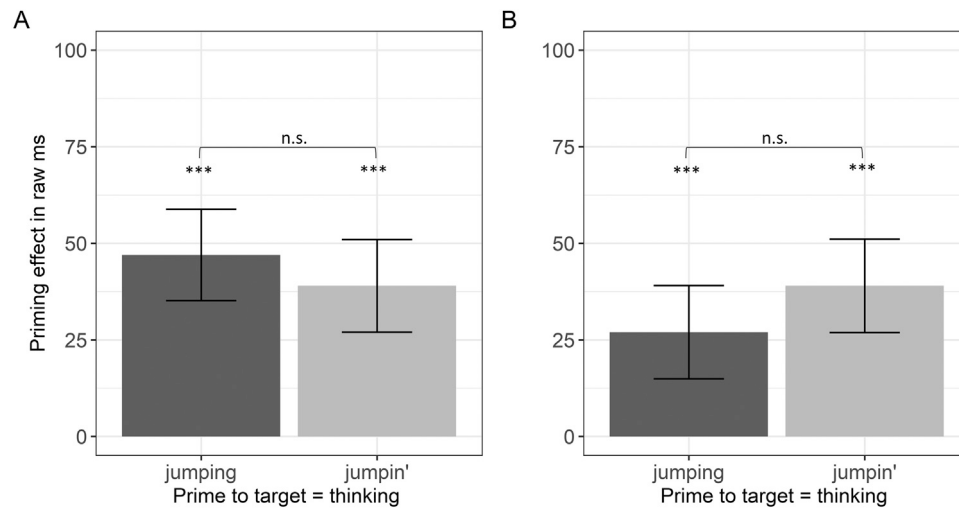 A
B
Priming effect in raw ms
100
75
50
25
0
n.s.
***
***
jumping
jumpin'
Prime to target = thinking
100
75
50
25
0
n.s.
***
***
jumping
jumpin'
Prime to target = thinking